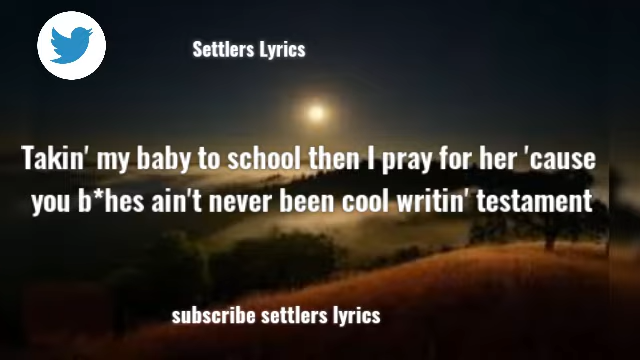 Settlers Lyrics
Takin' my baby to school then I pray for her 'cause
you b*hes ain't never been cool writin' testament
subscribe settlers lyrics